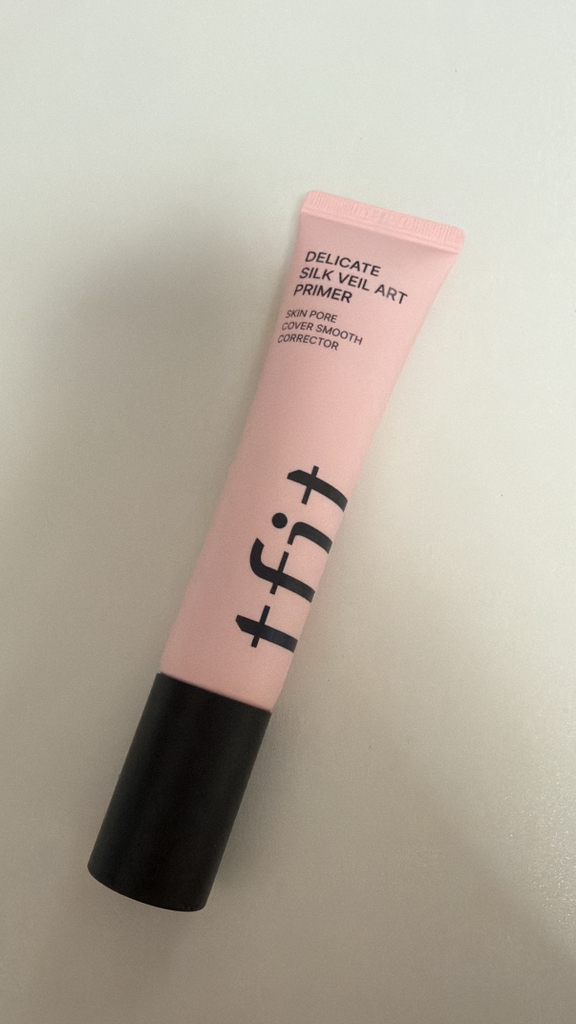 DELICATE
SILK VEIL ART
PRIMER
SKIN PORE
COVER SMOOTH
CORRECTOR
tfit